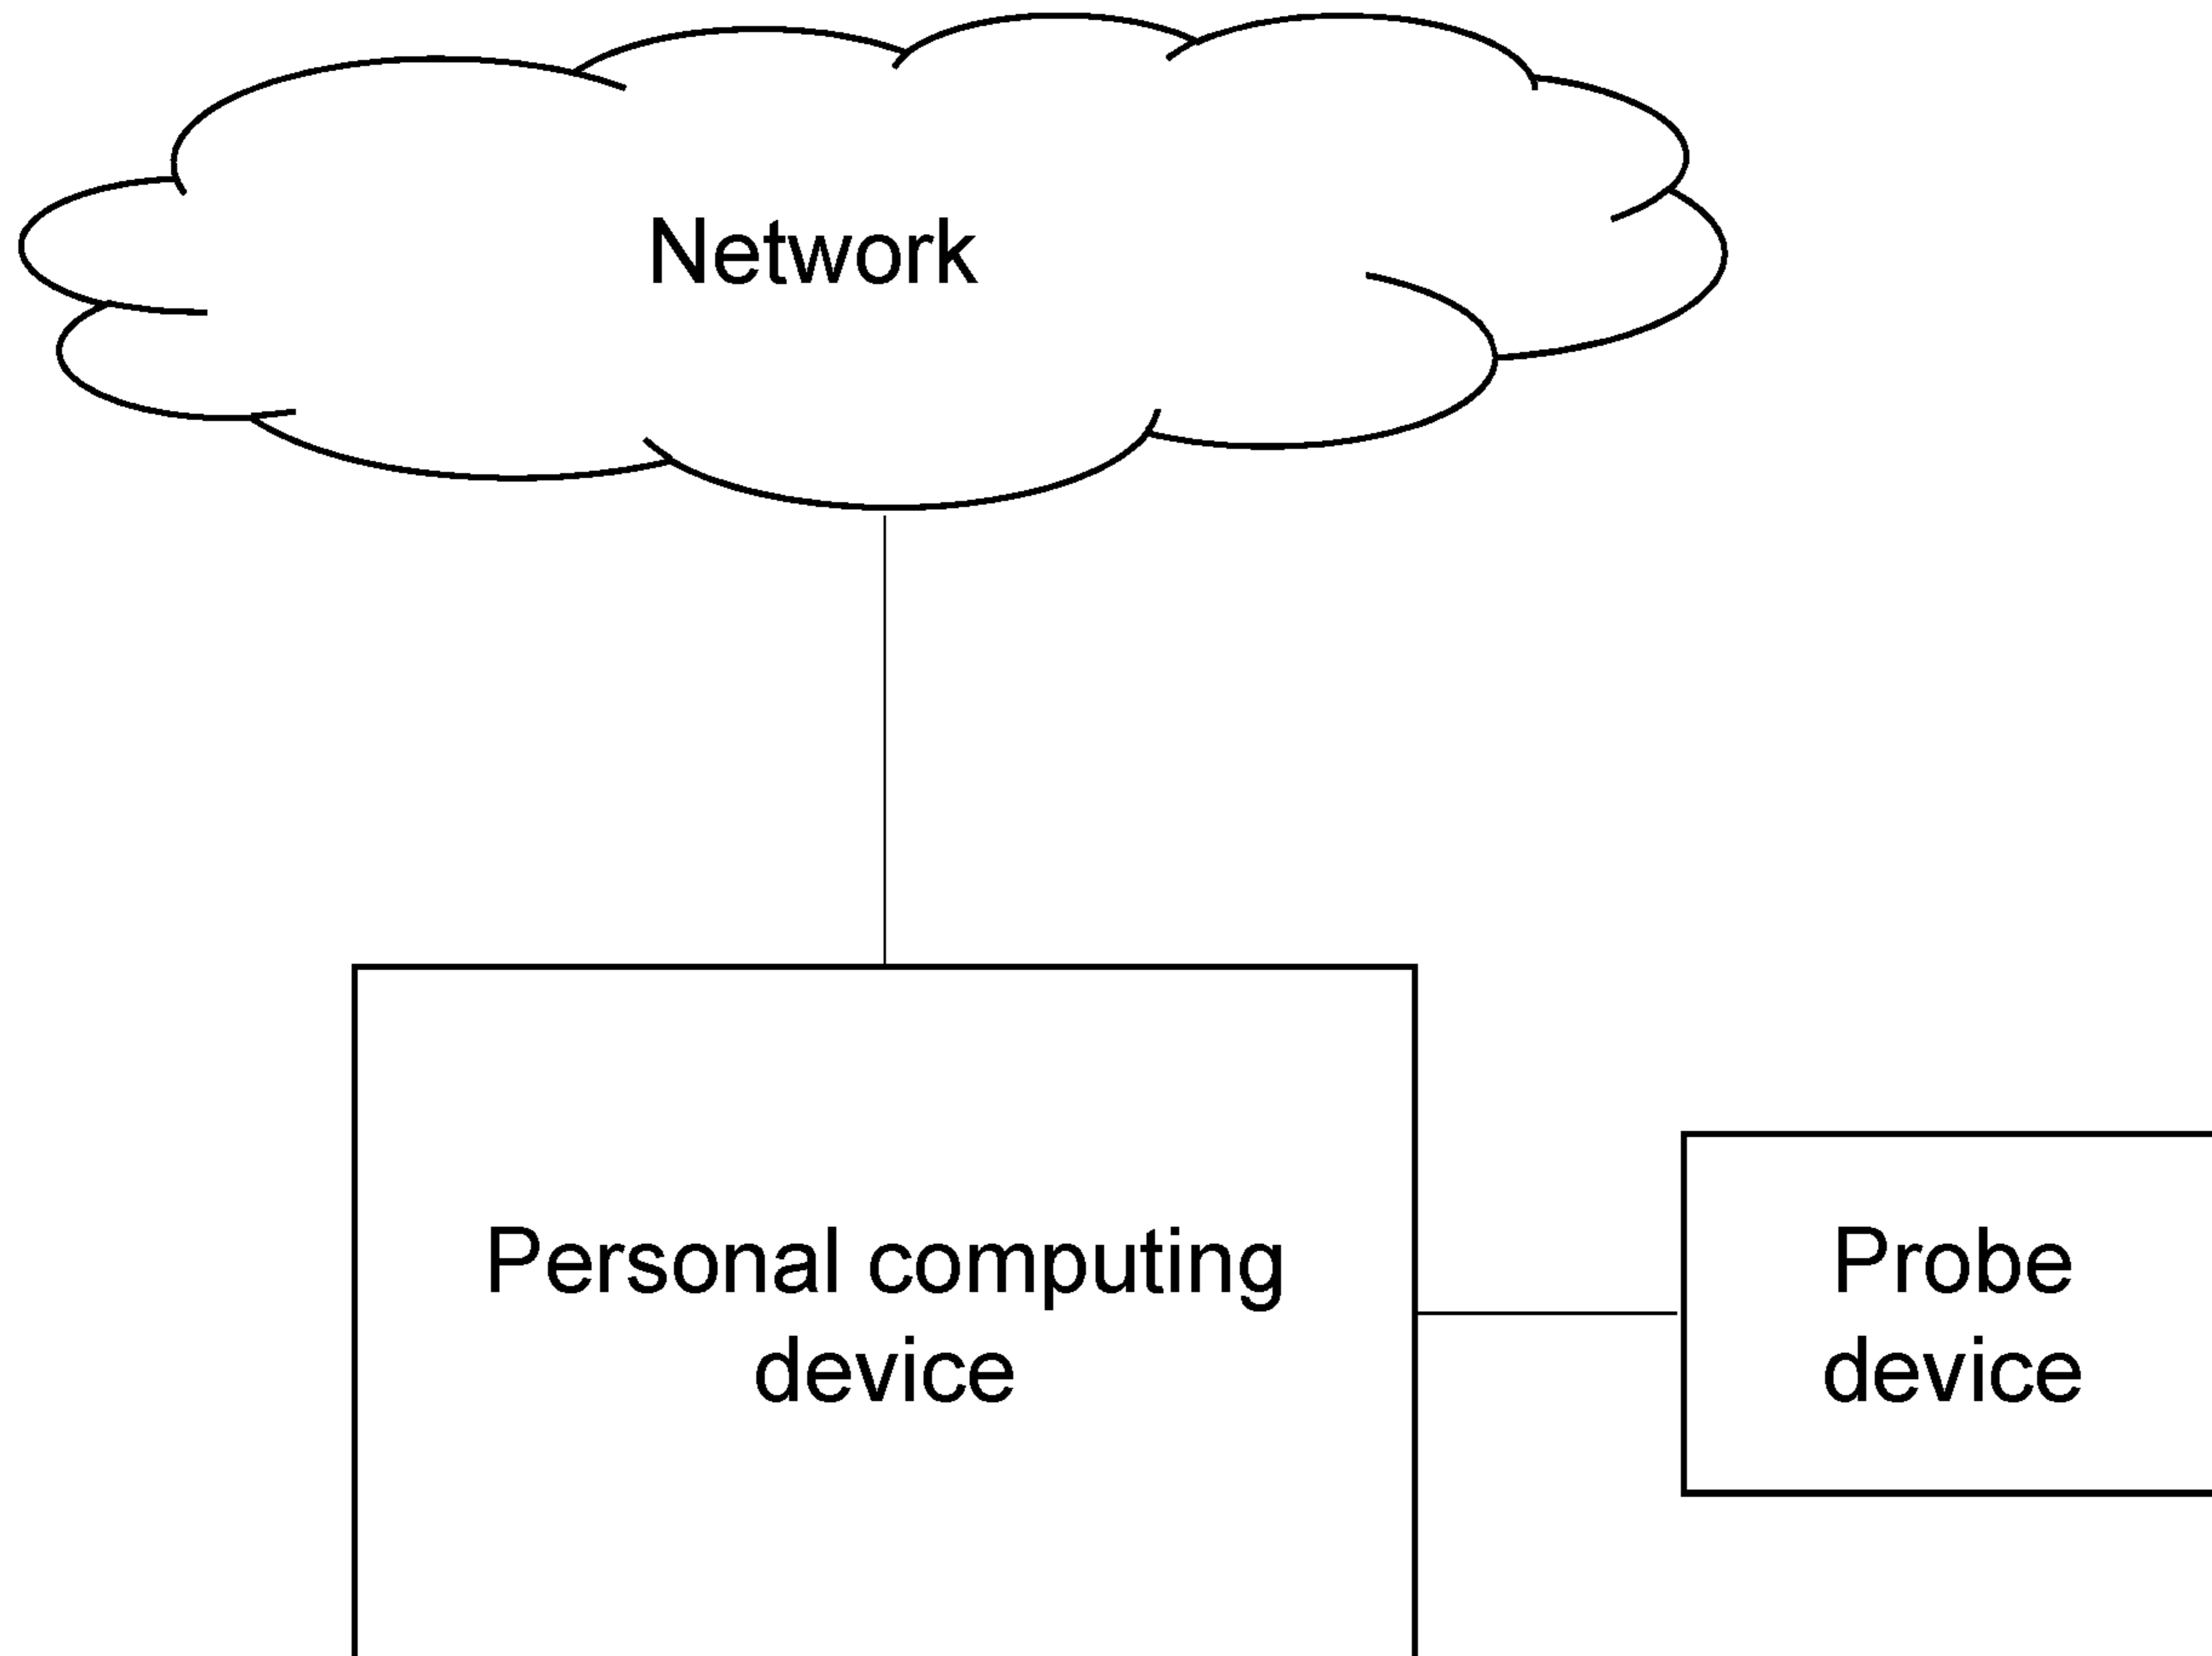 Network
Personal computing
device
Probe
device